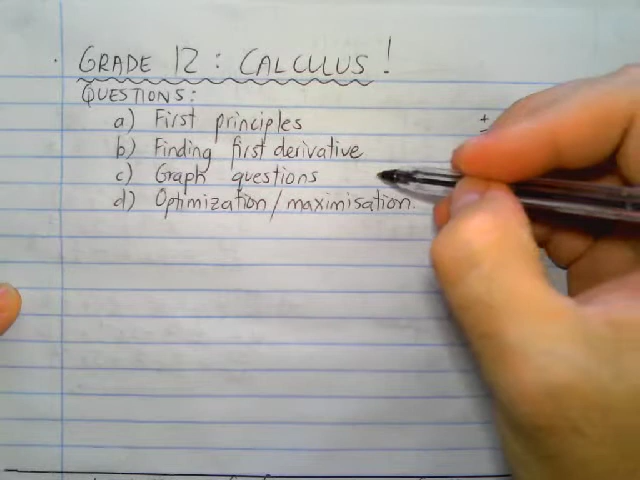 GRADE 12 : CALCULUS !
QUESTIONS :
a) First principles
±
b) Finding first derivative
c) Graph questions
d) Optimization / maximisation.